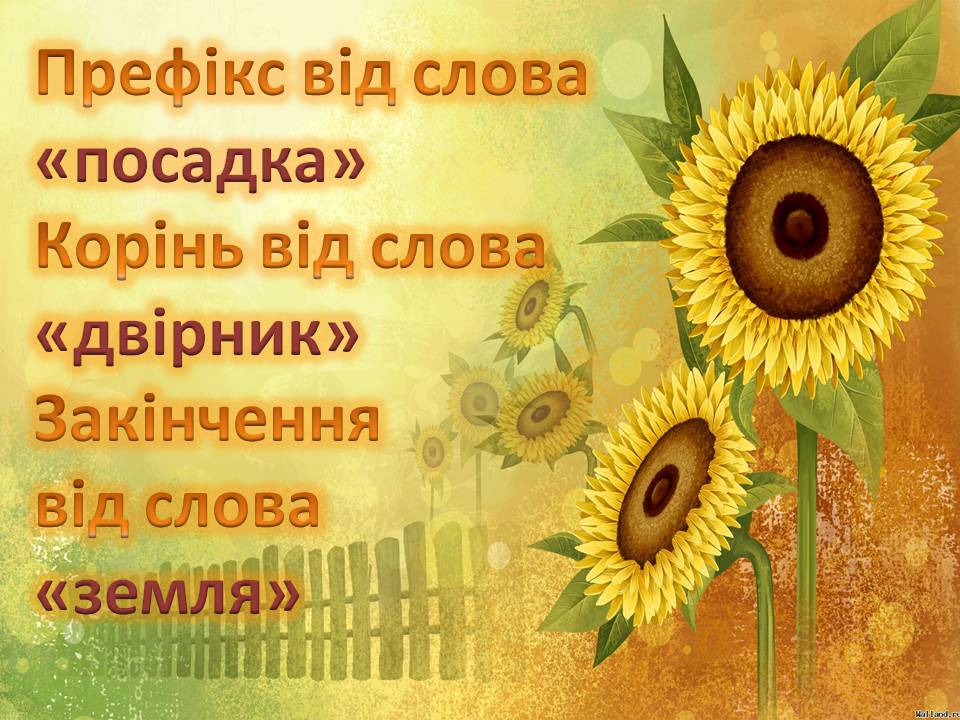 Префікс від слова
«посадка»
Корінь від слова
«двірник»
Закінчення
від слова
«земля»